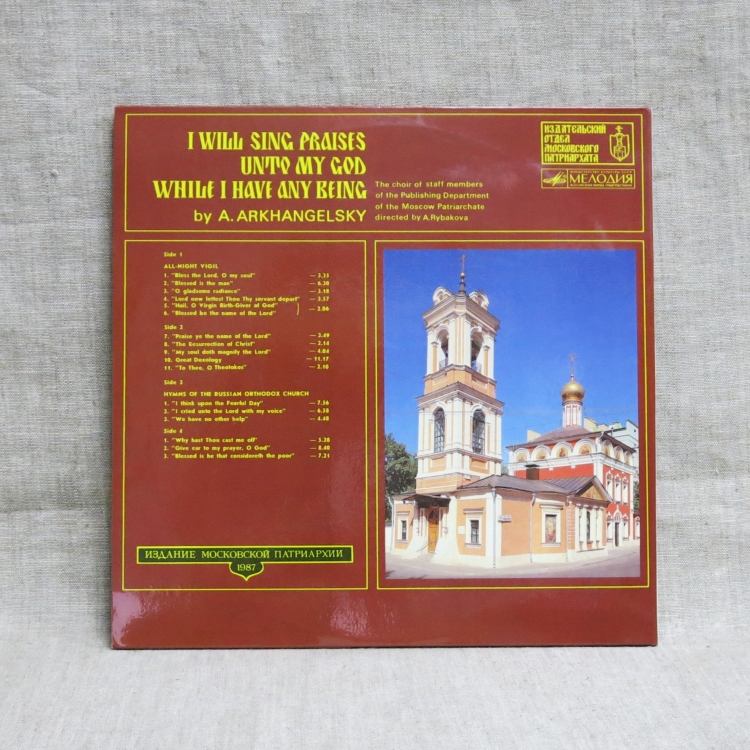 I WILL SING PRAISES
UNTO MY GOD
WHILE I HAVE ANY BEING
by A. ARKHANGELSKY
The choir of staff members
of the Publishing Department
of the Moscow Patriarchate
directed by A.Rybakova
ИЗДАТЕЛЬСКИЙ
ОТДЕЛ
МОСКОВСКОГО
ПАТРИАРХАТА
МЕЛОДИЯ
Side 1
ALL-NIGHT VIGIL
1. "Bless the Lord, O my soul" — 3.25
2. "Blessed is the man" — 6.20
3. "O gladsome radiance" — 3.18
4. "Lord now lettest Thou Thy servant depart" — 3.57
5. "Hail, O Virgin Birth-Giver of God"
6. "Blessed be the name of the Lord" — 3.06
Side 2
7. "Praise ye the name of the Lord" — 3.49
8. "The Resurrection of Christ" — 2.14
9. "My soul doth magnify the Lord" — 4.04
10. Great Doxology — 11.17
11. "To Thee, O Theotokos" — 2.10
Side 3
HYMNS OF THE RUSSIAN ORTHODOX CHURCH
1. "I think upon the Fearful Day" — 7.36
2. "I cried unto the Lord with my voice" — 6.58
3. "We have no other help" — 4.48
Side 4
1. "Why hast Thou cast me off" — 5.38
2. "Give ear to my prayer, O God" — 8.40
3. "Blessed is he that considereth the poor" — 7.21
ИЗДАНИЕ МОСКОВСКОЙ ПАТРИАРХИИ
1987